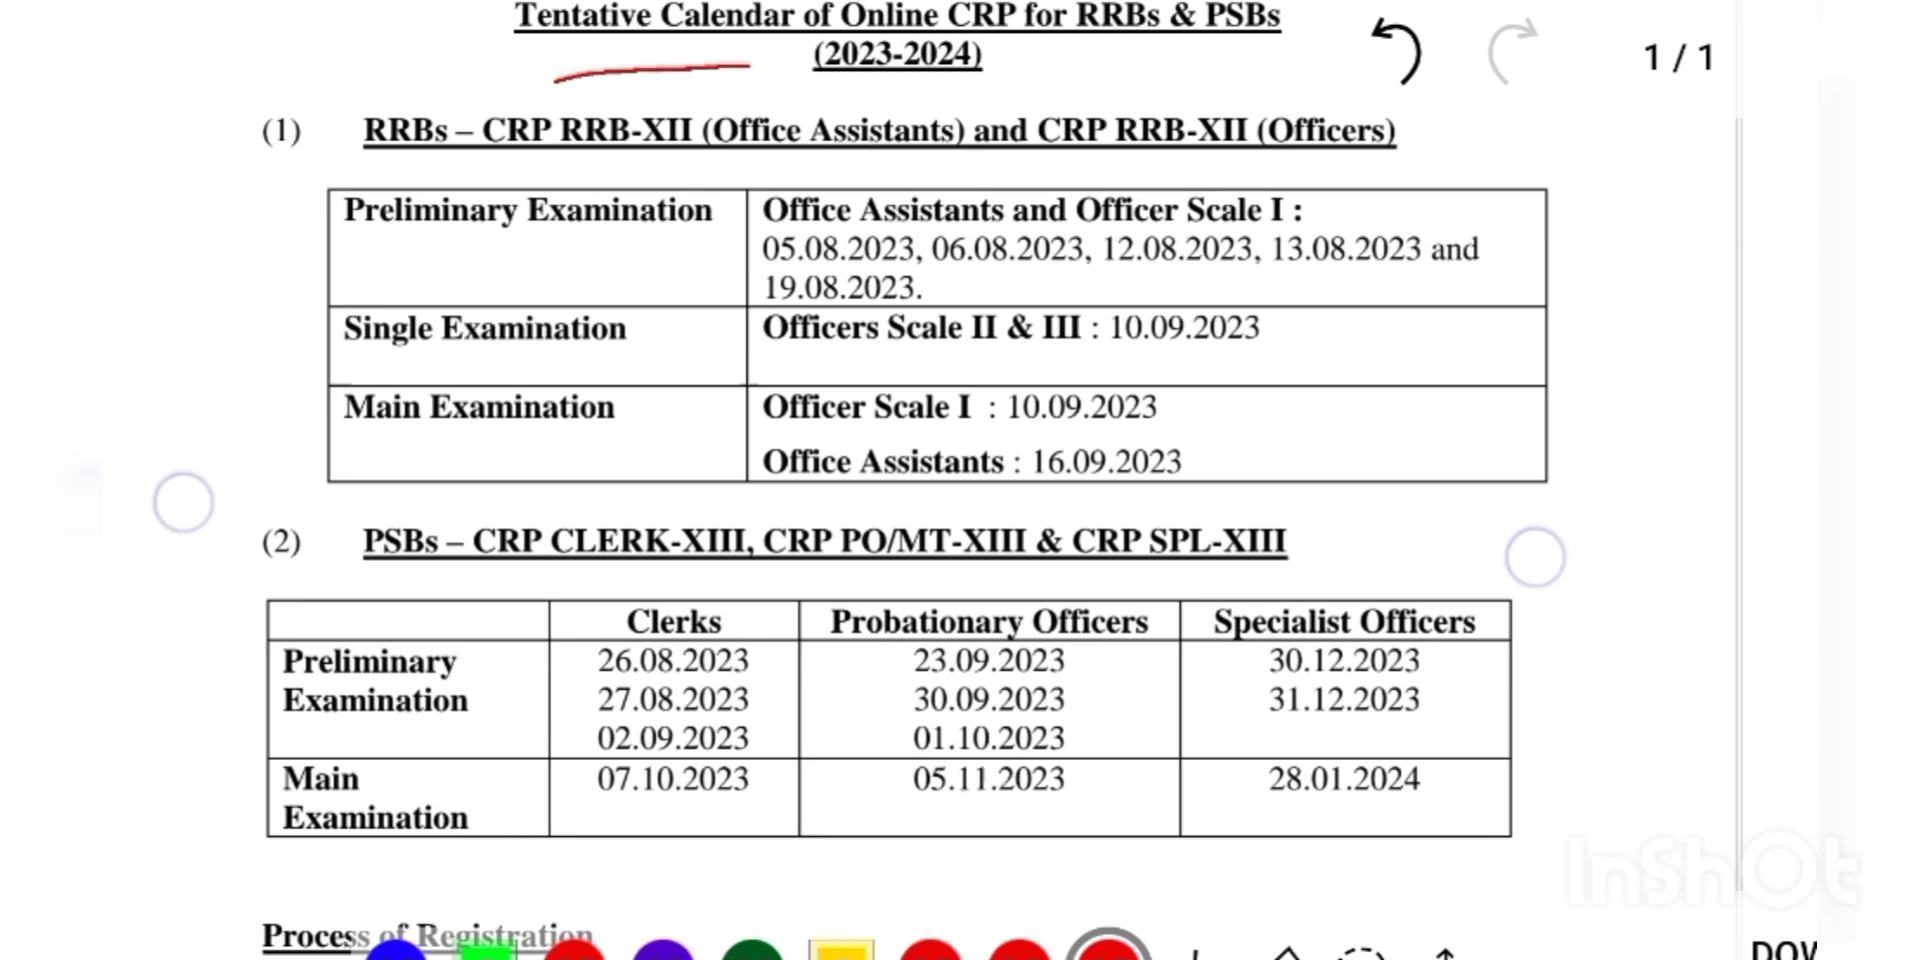 Tentative Calendar of Online CRP for RRBs & PSBs
(2023-2024)
1 / 1
(1) RRBs – CRP RRB-XII (Office Assistants) and CRP RRB-XII (Officers)
Preliminary Examination
Office Assistants and Officer Scale I :
05.08.2023, 06.08.2023, 12.08.2023, 13.08.2023 and
19.08.2023.
Single Examination
Officers Scale II & III : 10.09.2023
Main Examination
Officer Scale I : 10.09.2023
Office Assistants : 16.09.2023
(2) PSBs – CRP CLERK-XIII, CRP PO/MT-XIII & CRP SPL-XIII
Clerks Probationary Officers Specialist Officers
Preliminary 26.08.2023 23.09.2023 30.12.2023
Examination 27.08.2023 30.09.2023 31.12.2023
02.09.2023 01.10.2023
Main 07.10.2023 05.11.2023 28.01.2024
Examination
InShOt
Process of Registration